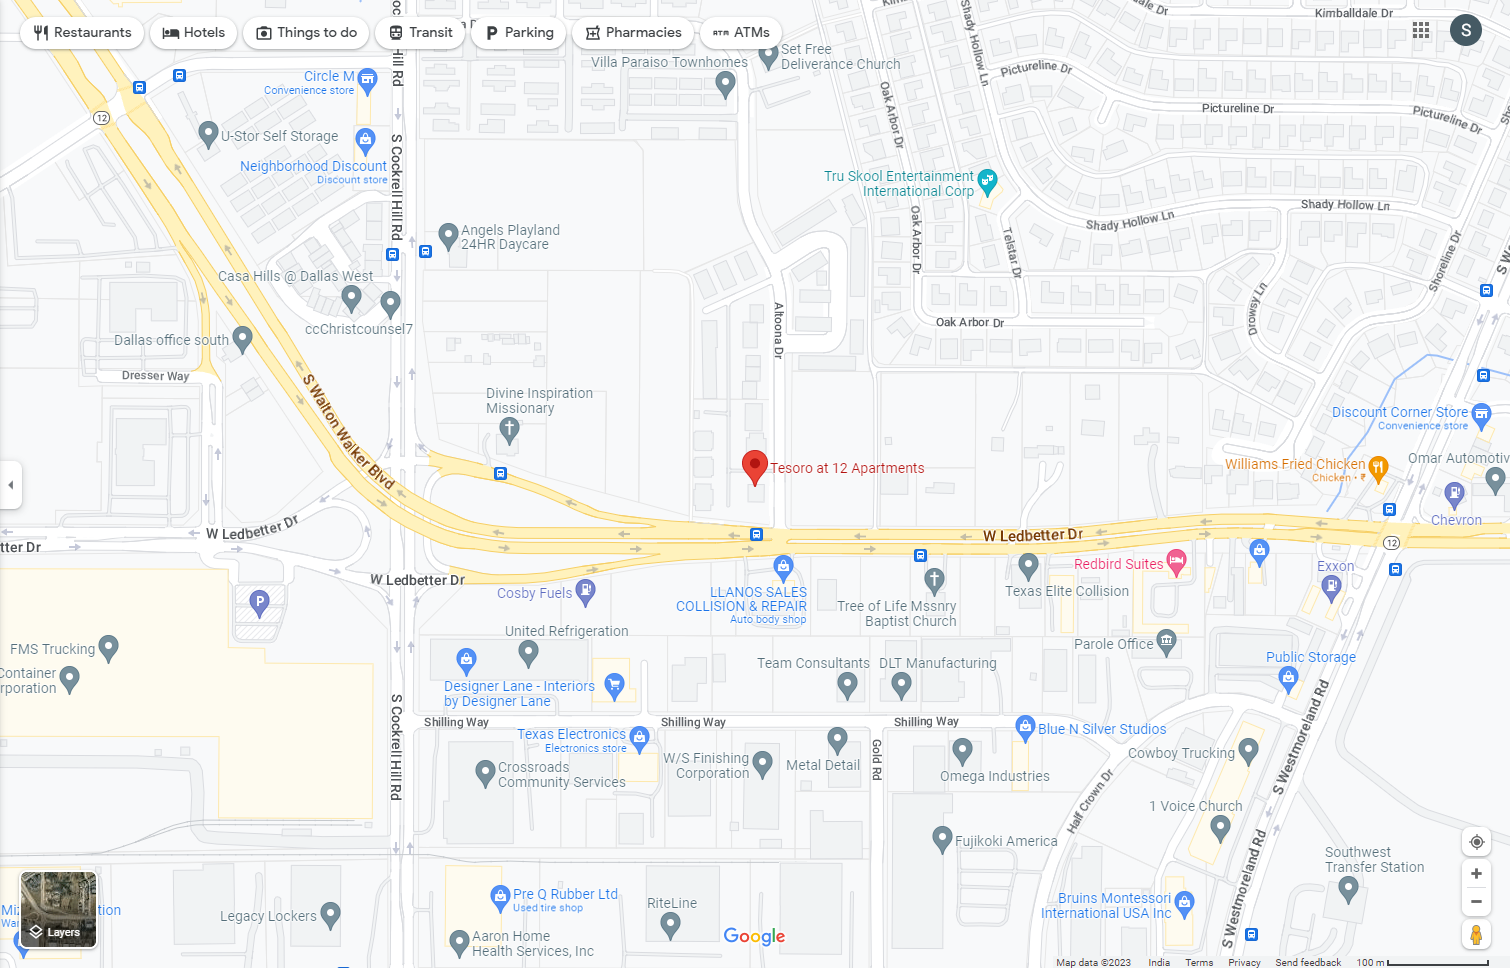 Restaurants
Hotels
Things to do
Transit
Parking
Pharmacies
ATM
ATMs
S
Kimballdale Dr
Shady Hollow Ln
Set Free
Deliverance Church
Villa Paraiso Townhomes
Circle M
Convenience store
Pictureline Dr
Pictureline Dr
Pictureline Dr
Oak Arbor Dr
12
U-Stor Self Storage
S Cockrell Hill Rd
Neighborhood Discount
Discount store
Tru Skool Entertainment
International Corp
Shady Hollow Ln
Shady Hollow Ln
Oak Arbor Dr
Telstar Dr
Shoreline Dr
Angels Playland
24HR Daycare
Casa Hills @ Dallas West
ccChristcounsel7
Drowsy Ln
Oak Arbor Dr
Altoona Dr
Dallas office south
Dresser Way
S Walton Walker Blvd
Divine Inspiration
Missionary
Discount Corner Store
Convenience store
Tesoro at 12 Apartments
Williams Fried Chicken
Chicken • ₹
Omar Automotiv
Chevron
W Ledbetter Dr
tter Dr
W Ledbetter Dr
12
W Ledbetter Dr
Redbird Suites
Exxon
Cosby Fuels
LLANOS SALES
COLLISION & REPAIR
Auto body shop
Tree of Life Mssnry
Baptist Church
Texas Elite Collision
P
United Refrigeration
FMS Trucking
Container
rporation
Parole Office
Public Storage
Team Consultants
DLT Manufacturing
Designer Lane - Interiors
by Designer Lane
S Cockrell Hill Rd
Shilling Way
Shilling Way
Shilling Way
Blue N Silver Studios
Texas Electronics
Electronics store
Crossroads
Community Services
W/S Finishing
Corporation
Metal Detail
Gold Rd
Omega Industries
Cowboy Trucking
S Westmoreland Rd
Half Crown Dr
1 Voice Church
Fujikoki America
Southwest
Transfer Station
S Westmoreland Rd
Pre Q Rubber Ltd
Used tire shop
Legacy Lockers
RiteLine
Bruins Montessori
International USA Inc
Aaron Home
Health Services, Inc
Layers
Google
Map data ©2023
India
Terms
Privacy
Send feedback
100 m